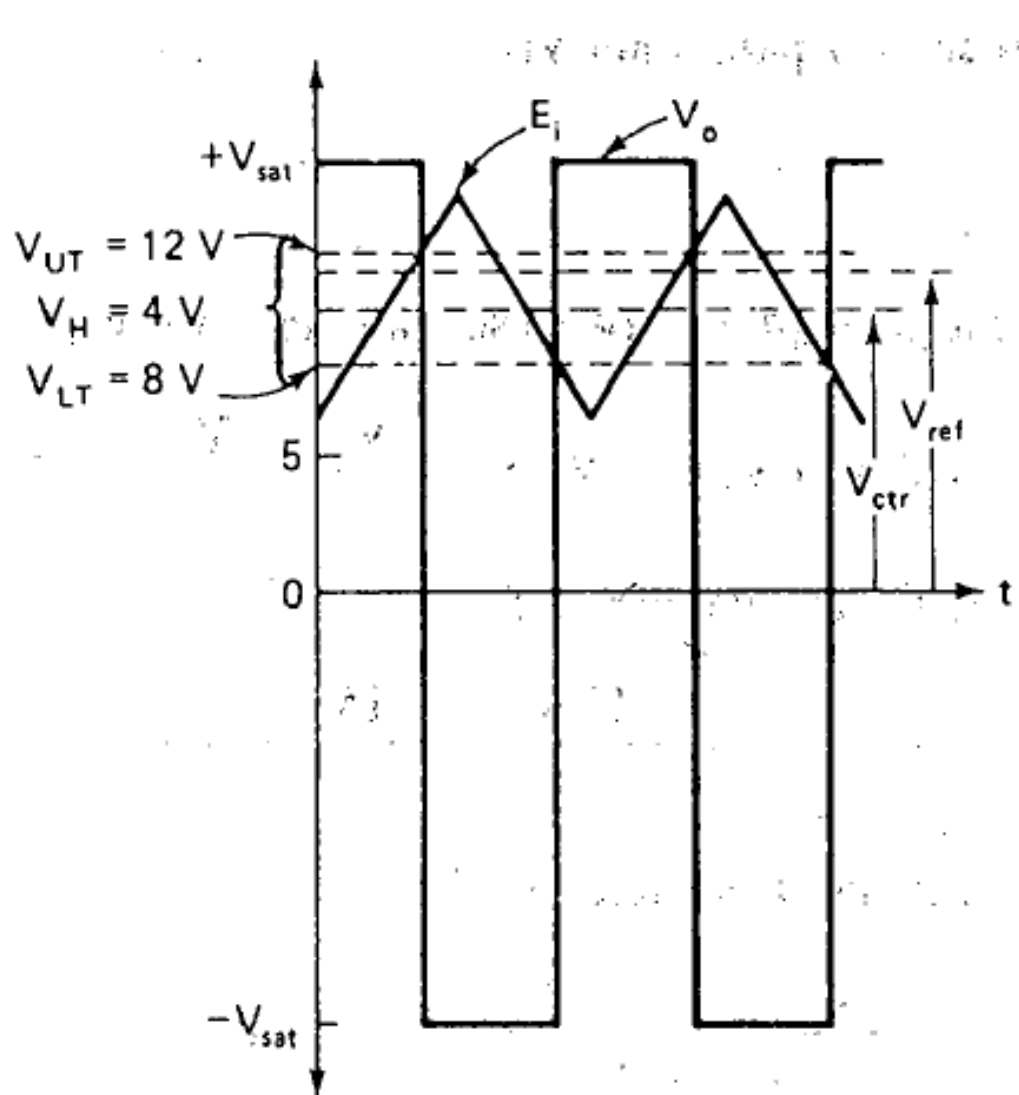 E_i
V_o
+V_sat
V_UT = 12 V
V_H = 4 V
V_LT = 8 V
5
V_ref
V_ctr
0
t
-V_sat